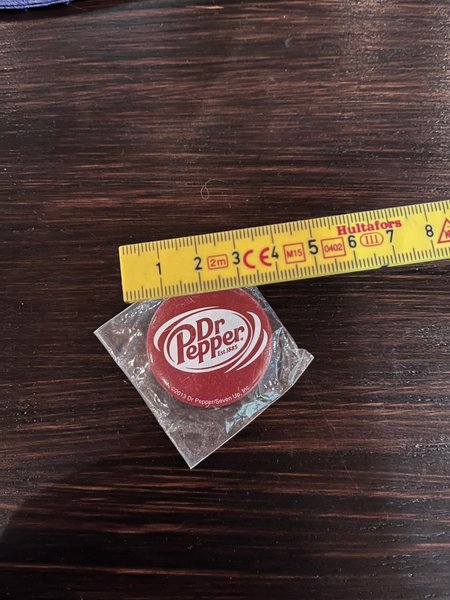 Hultafors
1 2 2m 3 CE 4 M15 5 0402 6 III 7 8
Dr
Pepper
Est. 1885
©2013 Dr Pepper/Seven Up, Inc.